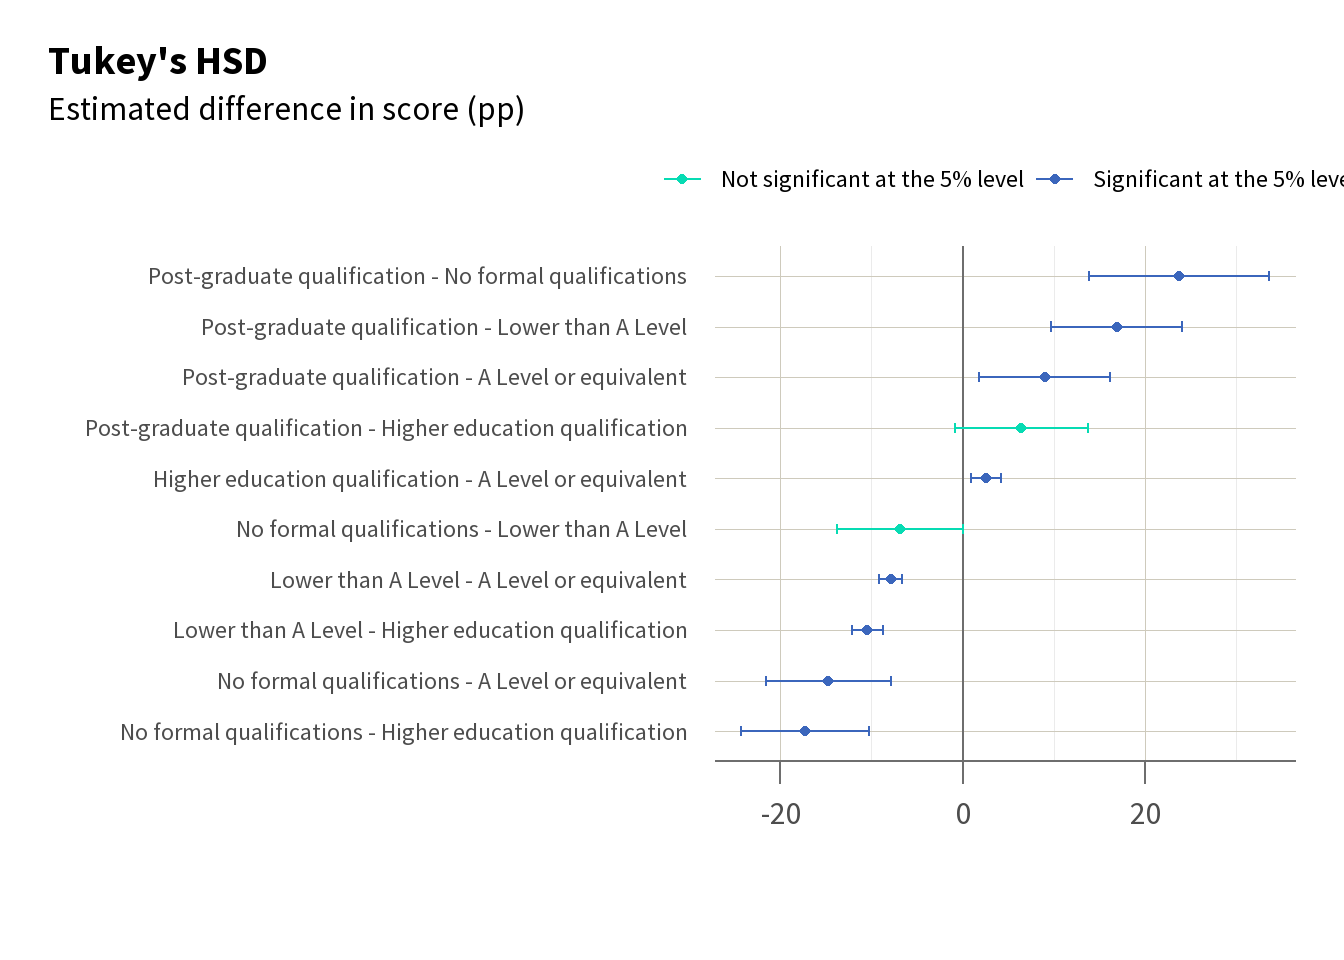 Tukey's HSD
Estimated difference in score (pp)
Not significant at the 5% level
Significant at the 5% leve
Post-graduate qualification - No formal qualifications
Post-graduate qualification - Lower than A Level
Post-graduate qualification - A Level or equivalent
Post-graduate qualification - Higher education qualification
Higher education qualification - A Level or equivalent
No formal qualifications - Lower than A Level
Lower than A Level - A Level or equivalent
Lower than A Level - Higher education qualification
No formal qualifications - A Level or equivalent
No formal qualifications - Higher education qualification
-20 0 20